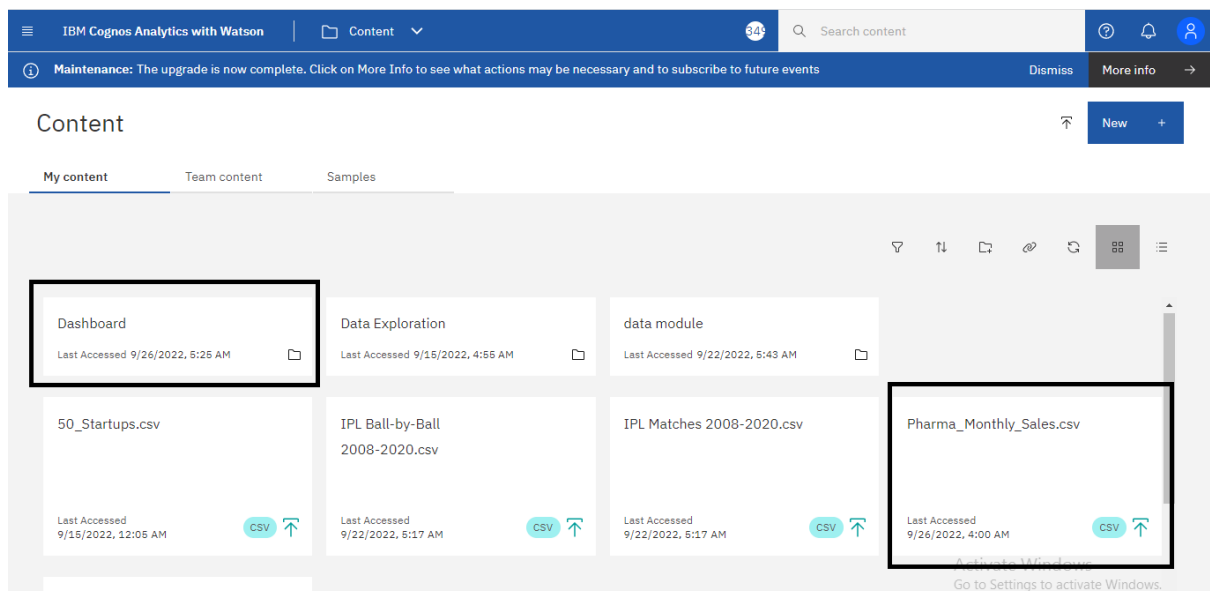 IBM Cognos Analytics with Watson
Content
349
Search content
Maintenance: The upgrade is now complete. Click on More Info to see what actions may be necessary and to subscribe to future events
Dismiss
More info
Content
New
My content
Team content
Samples
Dashboard
Last Accessed 9/26/2022, 5:25 AM
Data Exploration
Last Accessed 9/15/2022, 4:55 AM
data module
Last Accessed 9/22/2022, 5:43 AM
50_Startups.csv
Last Accessed
9/15/2022, 12:05 AM
CSV
IPL Ball-by-Ball
2008-2020.csv
Last Accessed
9/22/2022, 5:17 AM
CSV
IPL Matches 2008-2020.csv
Last Accessed
9/22/2022, 5:17 AM
CSV
Pharma_Monthly_Sales.csv
Last Accessed
9/26/2022, 4:00 AM
CSV
Activate Windows
Go to Settings to activate Windows.